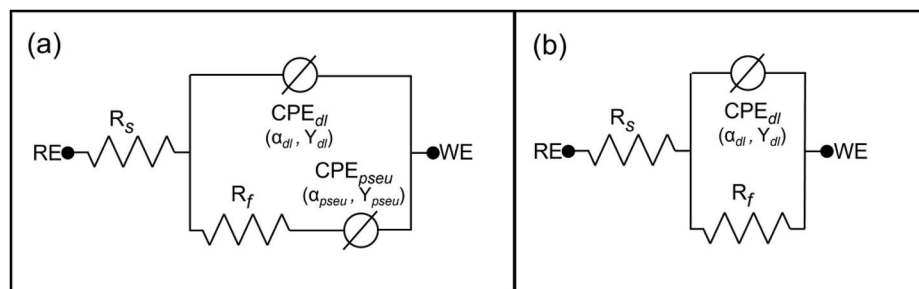 (a)
R_s
RE
CPE_dl
(α_dl, Y_dl)
WE
CPE_pseu
(α_pseu, Y_pseu)
R_f
(b)
R_s
RE
CPE_dl
(α_dl, Y_dl)
WE
R_f